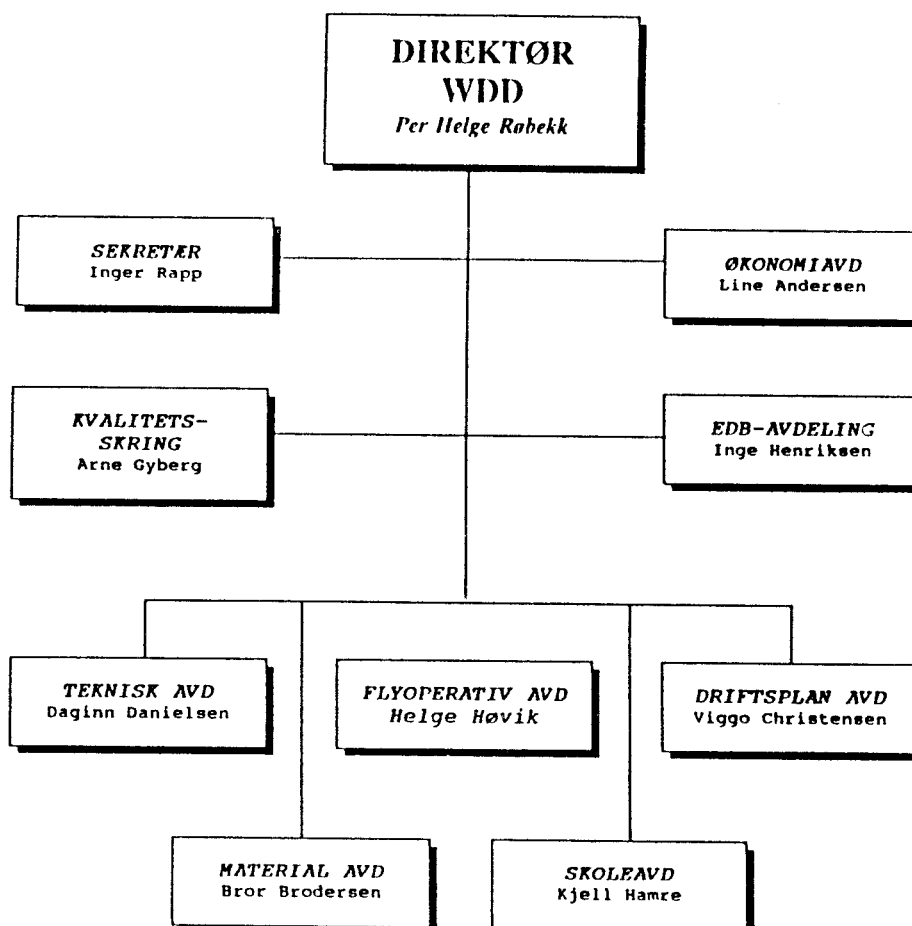 DIREKTØR
WDD
Per Helge Røbekk
SEKRETÆR
Inger Rapp
ØKONOMIAVD
Line Andersen
KVALITETS-
SKRING
Arne Gyberg
EDB-AVDELING
Inge Henriksen
TEKNISK AVD
Daginn Danielsen
FLYOPERATIV AVD
Helge Høvik
DRIFTSPLAN AVD
Viggo Christensen
MATERIAL AVD
Bror Brodersen
SKOLEAVD
Kjell Hamre